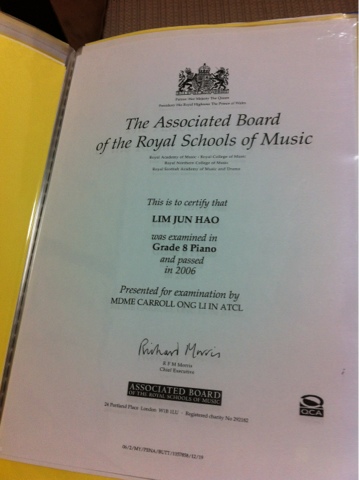 Patron Her Majesty The Queen
President His Royal Highness The Prince of Wales
The Associated Board
of the Royal Schools of Music
Royal Academy of Music · Royal College of Music
Royal Northern College of Music
Royal Scottish Academy of Music and Drama
This is to certify that
LIM JUN HAO
was examined in
Grade 8 Piano
and passed
in 2006
Presented for examination by
MDME CARROLL ONG LI IN ATCL
Richard Morris
Chief Executive
ASSOCIATED BOARD
OF THE ROYAL SCHOOLS OF MUSIC
24 Portland Place London W1B 1LU · Registered charity No
OCA